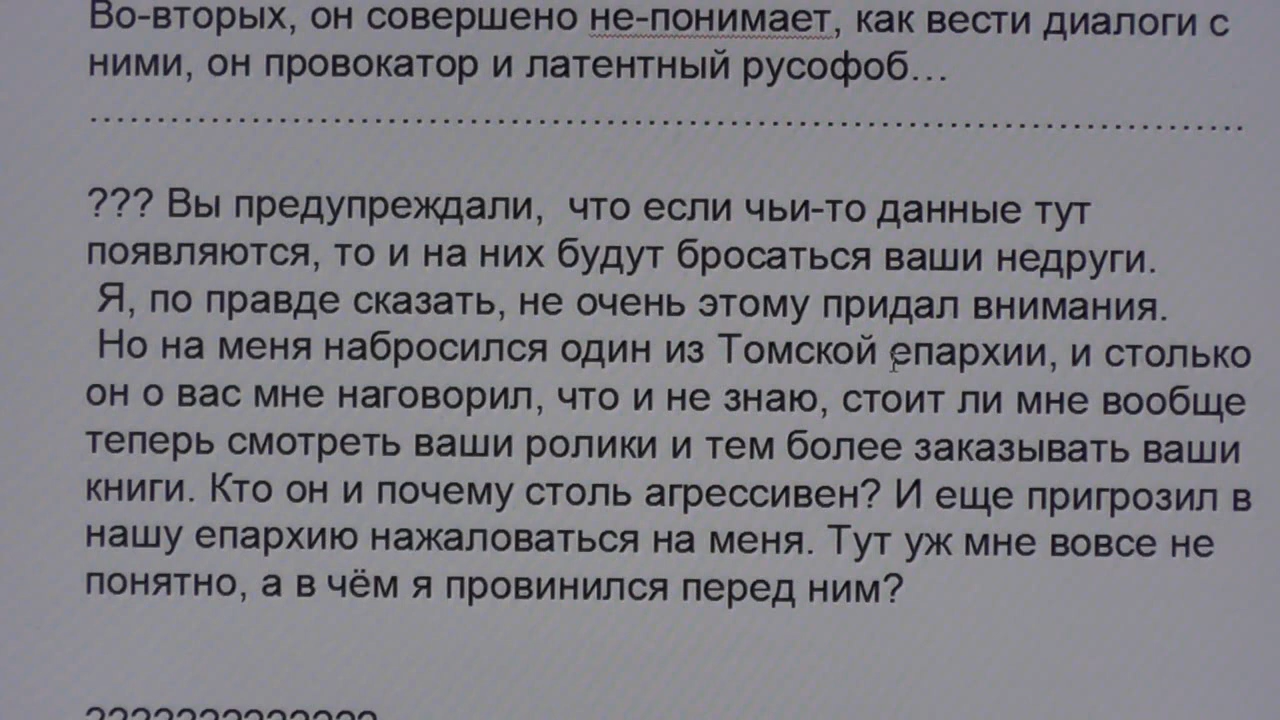 Во-вторых, он совершено не-понимает, как вести диалоги с
ними, он провокатор и латентный русофоб...
................................................................................
??? Вы предупреждали,  что если чьи-то данные тут
появляются, то и на них будут бросаться ваши недруги.
Я, по правде сказать, не очень этому придал внимания.
Но на меня набросился один из Томской епархии, и столько
он о вас мне наговорил, что и не знаю, стоит ли мне вообще
теперь смотреть ваши ролики и тем более заказывать ваши
книги. Кто он и почему столь агрессивен? И еще пригрозил в
нашу епархию нажаловаться на меня. Тут уж мне вовсе не
понятно, а в чём я провинился перед ним?
?????????????